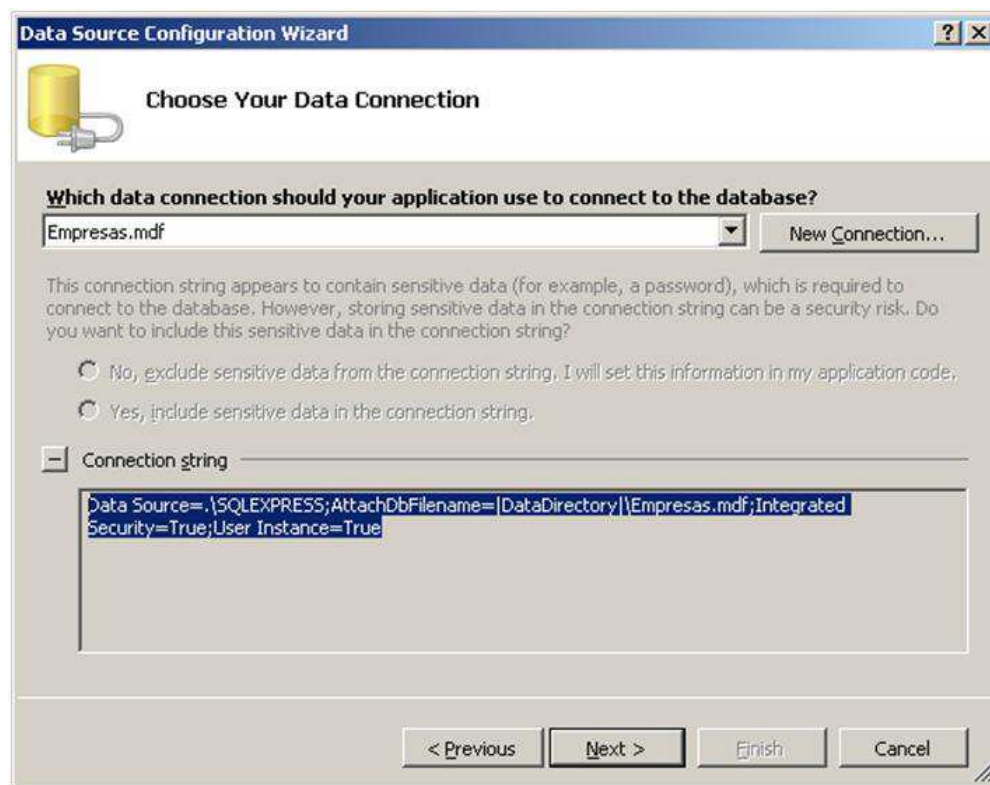 Data Source Configuration Wizard
Choose Your Data Connection
Which data connection should your application use to connect to the database?
Empresas.mdf
New Connection...
This connection string appears to contain sensitive data (for example, a password), which is required to
connect to the database. However, storing sensitive data in the connection string can be a security risk. Do
you want to include this sensitive data in the connection string?
No, exclude sensitive data from the connection string. I will set this information in my application code.
Yes, include sensitive data in the connection string.
Connection string
Data Source=.\SQLEXPRESS;AttachDbFilename=|DataDirectory|\Empresas.mdf;Integrated
Security=True;User Instance=True
< Previous
Next >
Finish
Cancel